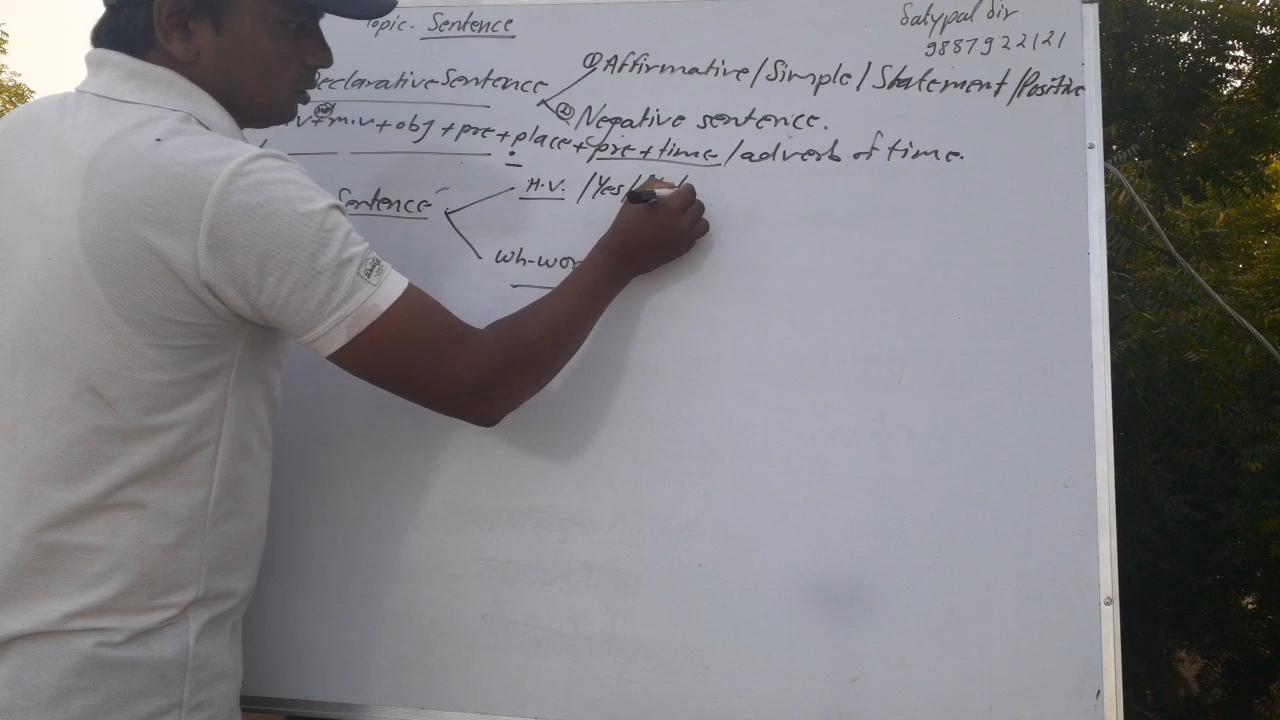 Topic. Sentence
Satypal Sir
9887922121
Declarative Sentence
① Affirmative/Simple/Statement/Positive
② Negative sentence.
v+m.v+obj+pre+place+pre+time/adverb of time.
Sentence
H.V. /Yes/
wh-wor